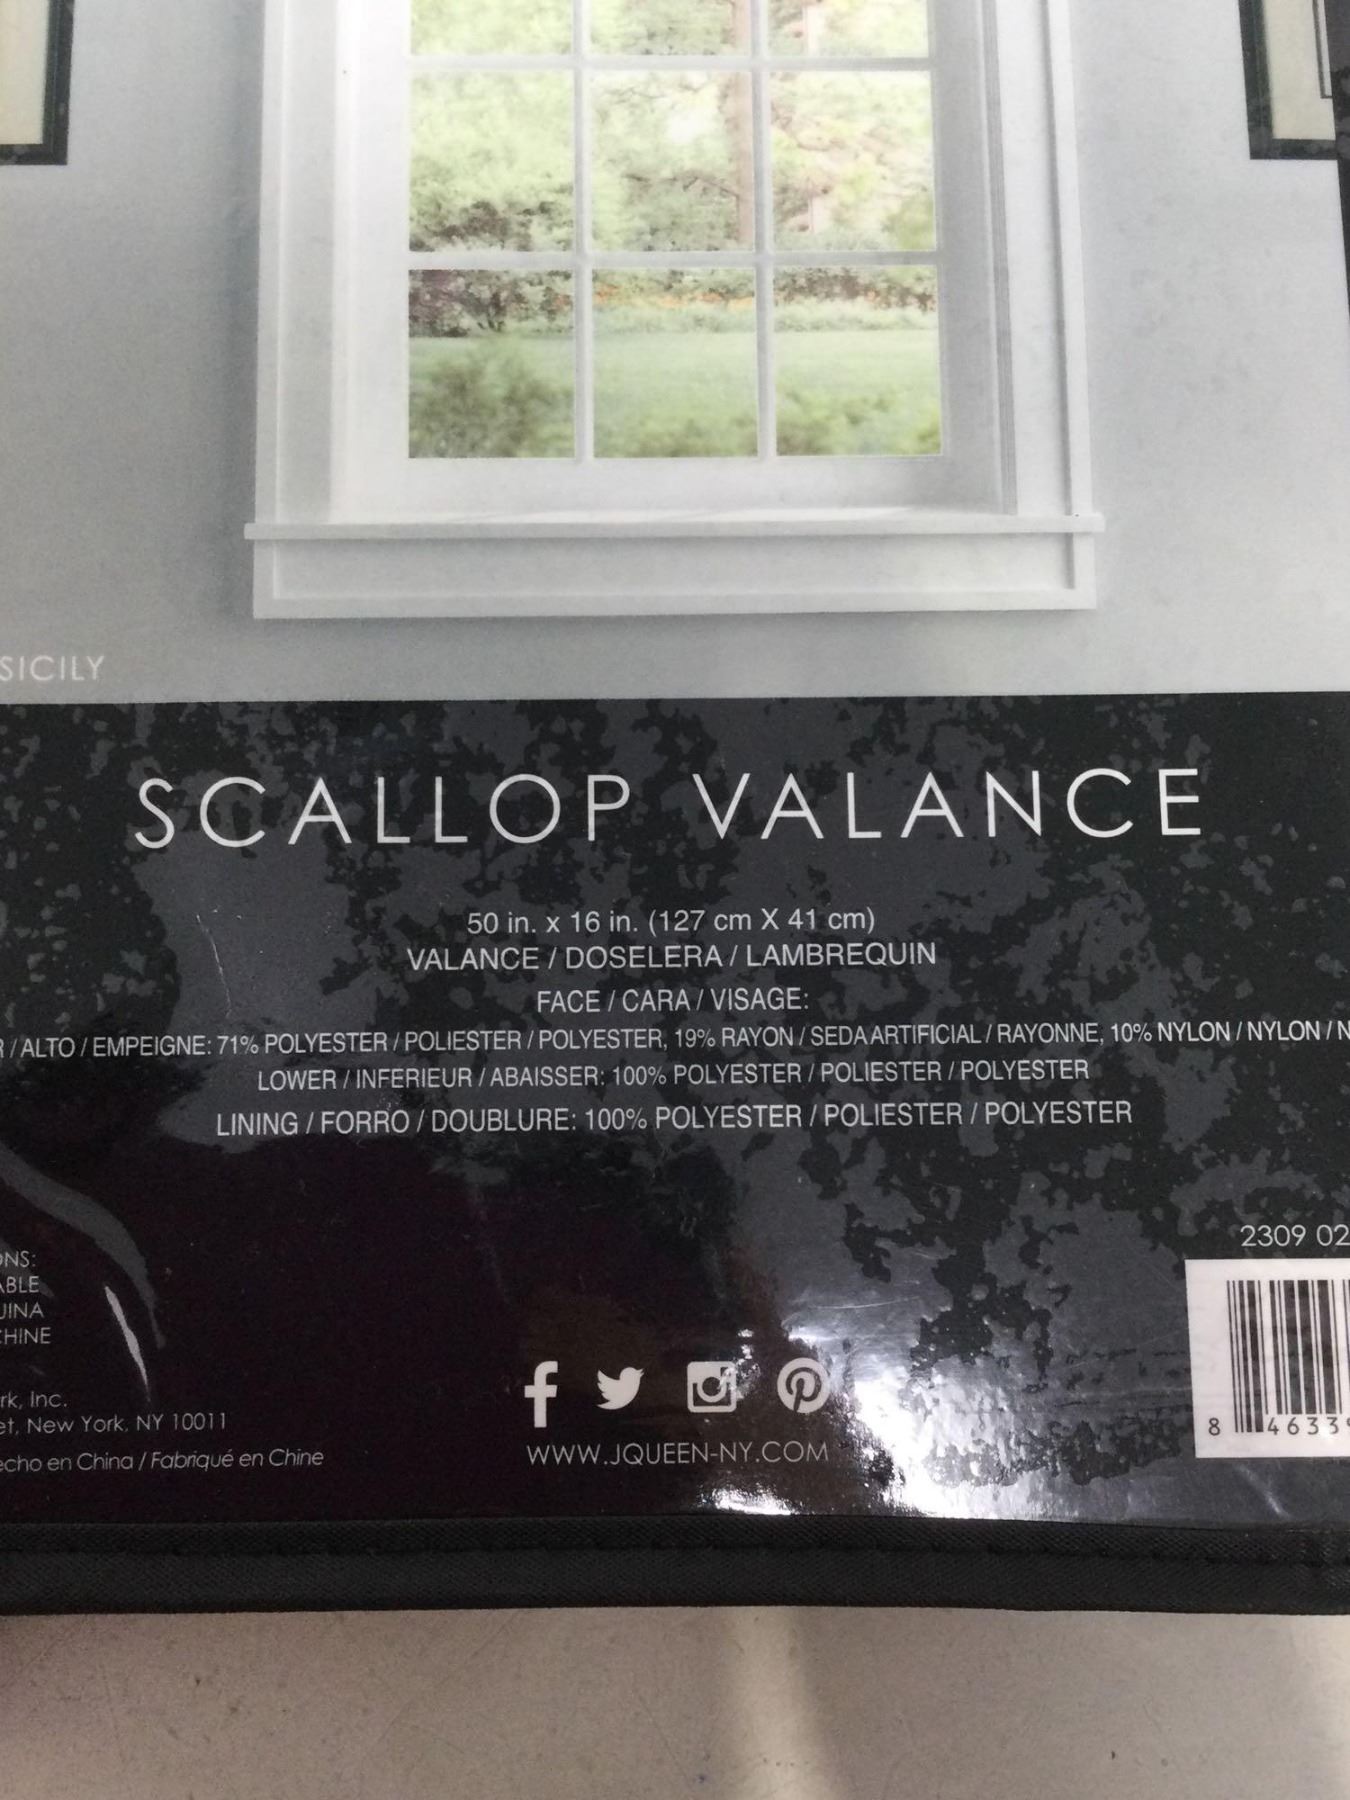 SICILY
SCALLOP VALANCE
50 in. x 16 in. (127 cm X 41 cm)
VALANCE / DOSELERA / LAMBREQUIN
FACE / CARA / VISAGE:
/ ALTO / EMPEIGNE: 71% POLYESTER / POLIESTER / POLYESTER, 19% RAYON / SEDA ARTIFICIAL / RAYONNE, 10% NYLON / NYLON /
LOWER / INFERIEUR / ABAISSER: 100% POLYESTER / POLIESTER / POLYESTER
LINING / FORRO / DOUBLURE: 100% POLYESTER / POLIESTER / POLYESTER
2309 02
ONS:
ABLE
UINA
CHINE
rk, Inc.
et, New York, NY 10011
echo en China / Fabriqué en Chine
WWW.JQUEEN-NY.COM
8 46339